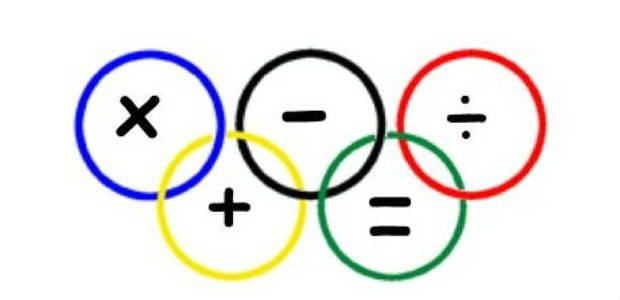 × − ÷
+ =